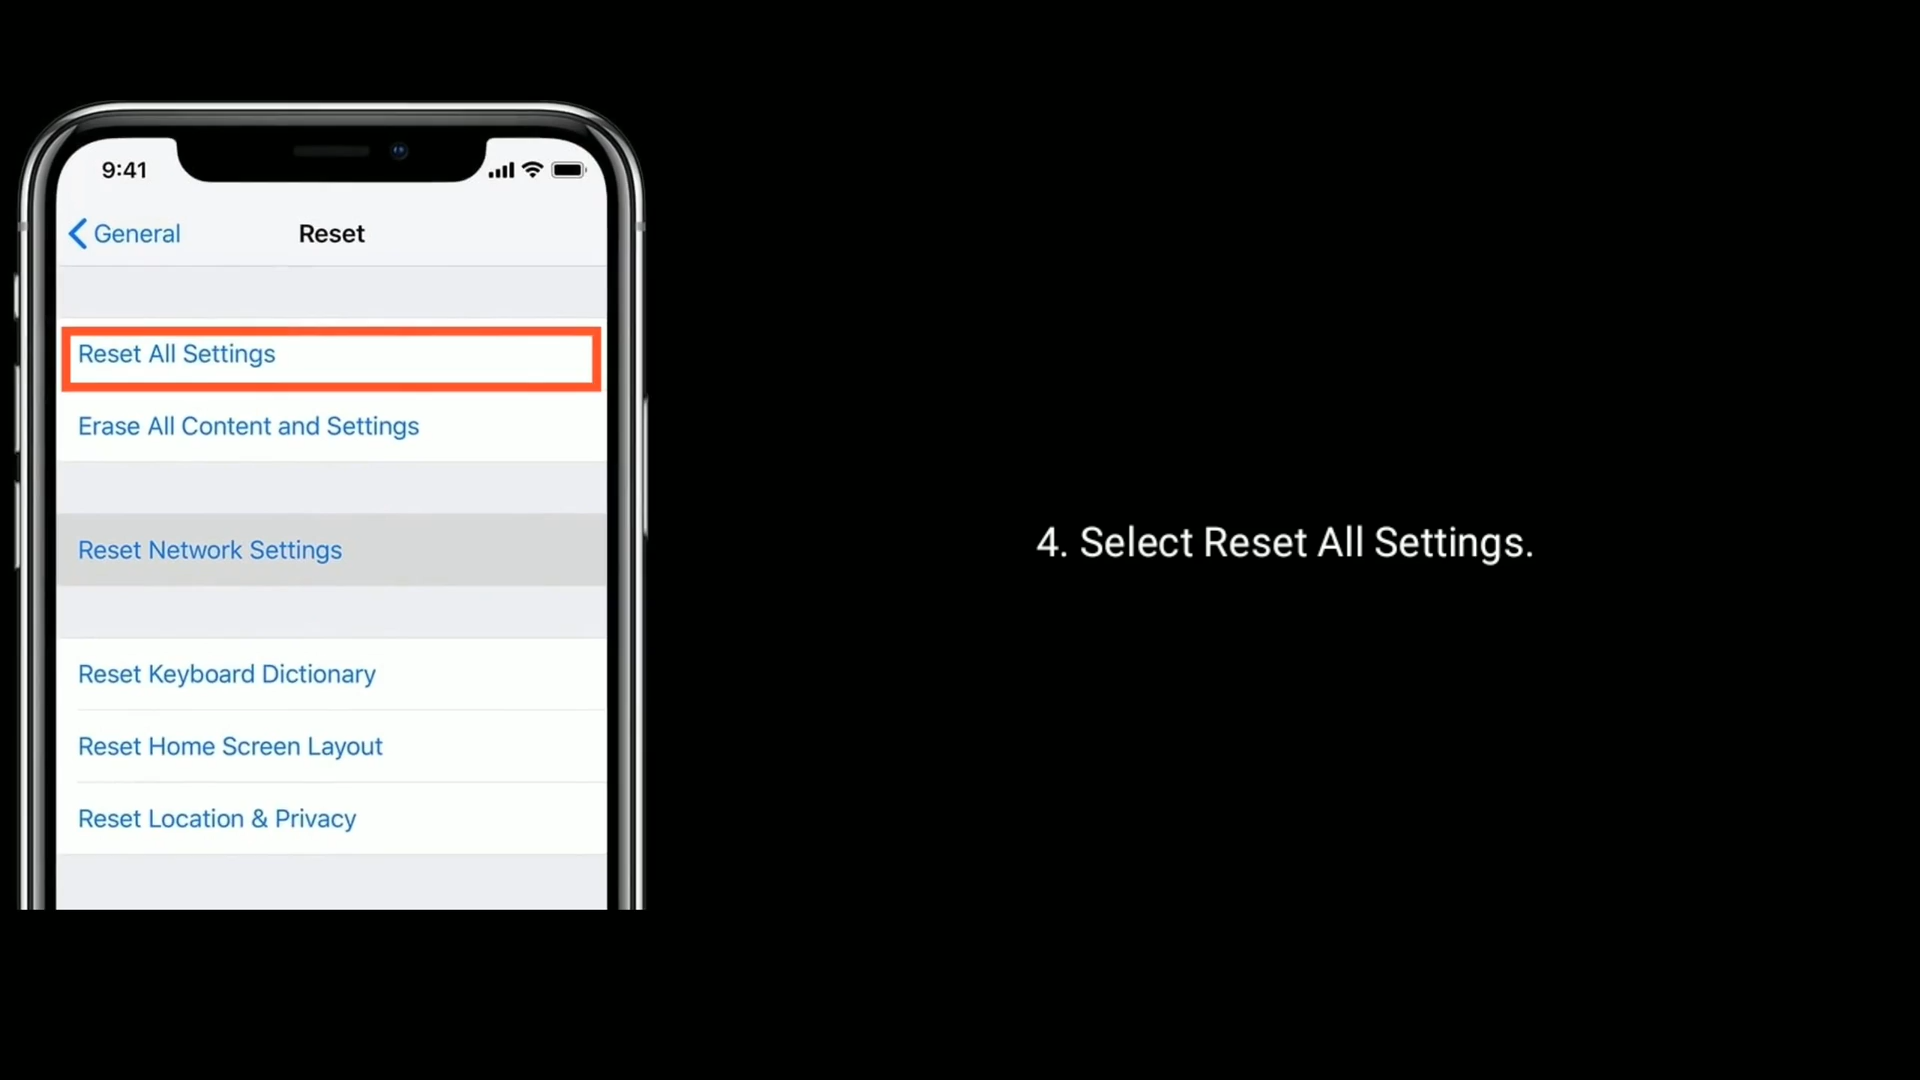 9:41
General
Reset
Reset All Settings
Erase All Content and Settings
Reset Network Settings
Reset Keyboard Dictionary
Reset Home Screen Layout
Reset Location & Privacy
4. Select Reset All Settings.